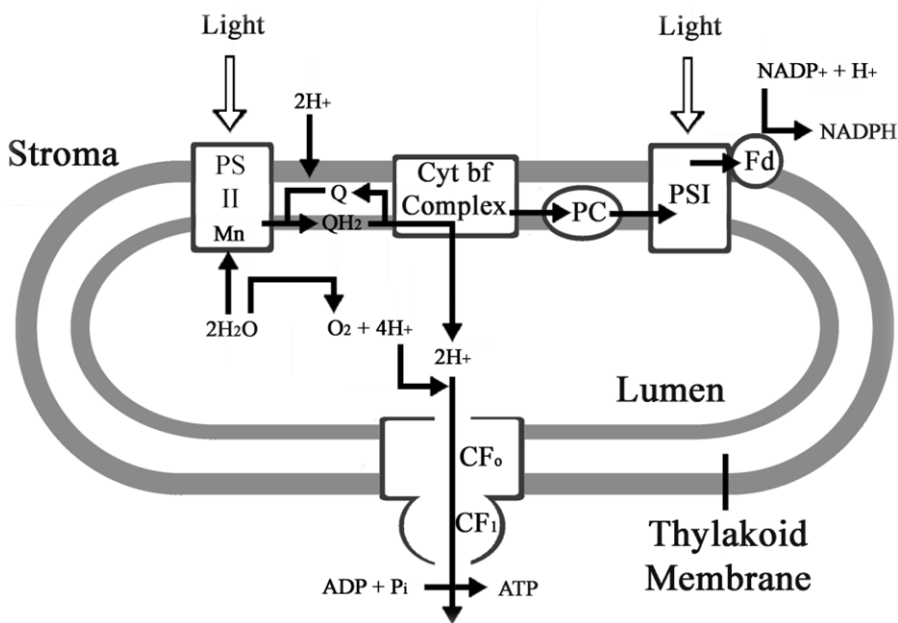 Light
Light
NADP+ + H+
2H+
NADPH
Stroma
PS
II
Mn
Q
QH2
Cyt bf
Complex
PC
PSI
Fd
2H2O
O2 + 4H+
2H+
Lumen
CFo
CF1
Thylakoid
Membrane
ADP + Pi
ATP